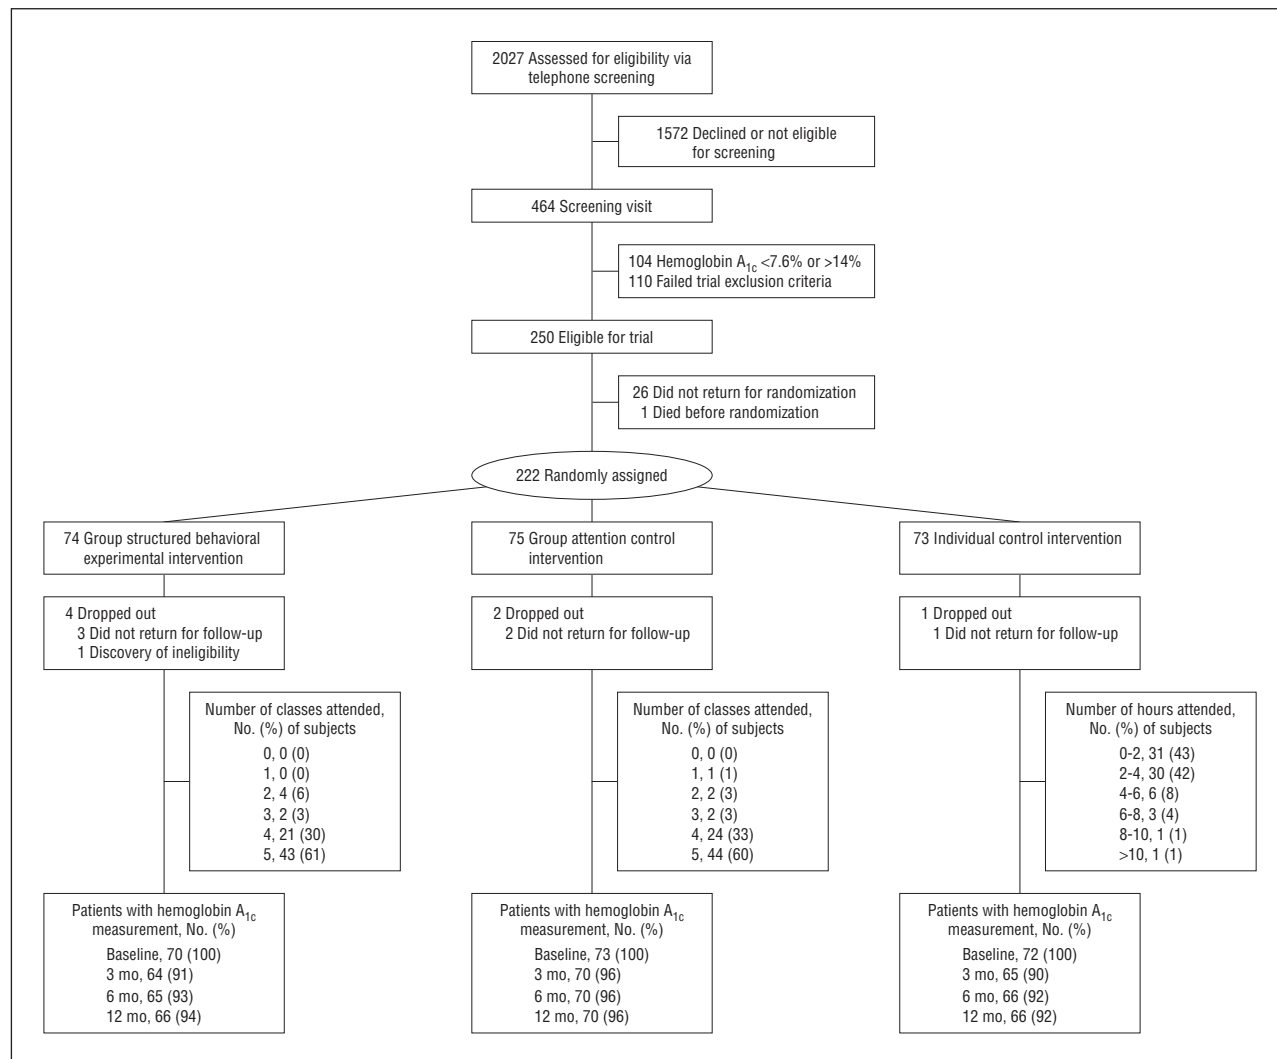 2027 Assessed for eligibility via
telephone screening
1572 Declined or not eligible
for screening
464 Screening visit
104 Hemoglobin A1c <7.6% or >14%
110 Failed trial exclusion criteria
250 Eligible for trial
26 Did not return for randomization
1 Died before randomization
222 Randomly assigned
74 Group structured behavioral
experimental intervention
4 Dropped out
3 Did not return for follow-up
1 Discovery of ineligibility
Number of classes attended,
No. (%) of subjects
0, 0 (0)
1, 0 (0)
2, 4 (6)
3, 2 (3)
4, 21 (30)
5, 43 (61)
Patients with hemoglobin A1c
measurement, No. (%)
Baseline, 70 (100)
3 mo, 64 (91)
6 mo, 65 (93)
12 mo, 66 (94)
75 Group attention control
intervention
2 Dropped out
2 Did not return for follow-up
Number of classes attended,
No. (%) of subjects
0, 0 (0)
1, 1 (1)
2, 2 (3)
3, 2 (3)
4, 24 (33)
5, 44 (60)
Patients with hemoglobin A1c
measurement, No. (%)
Baseline, 73 (100)
3 mo, 70 (96)
6 mo, 70 (96)
12 mo, 70 (96)
73 Individual control intervention
1 Dropped out
1 Did not return for follow-up
Number of hours attended,
No. (%) of subjects
0-2, 31 (43)
2-4, 30 (42)
4-6, 6 (8)
6-8, 3 (4)
8-10, 1 (1)
>10, 1 (1)
Patients with hemoglobin A1c
measurement, No. (%)
Baseline, 72 (100)
3 mo, 65 (90)
6 mo, 66 (92)
12 mo, 66 (92)